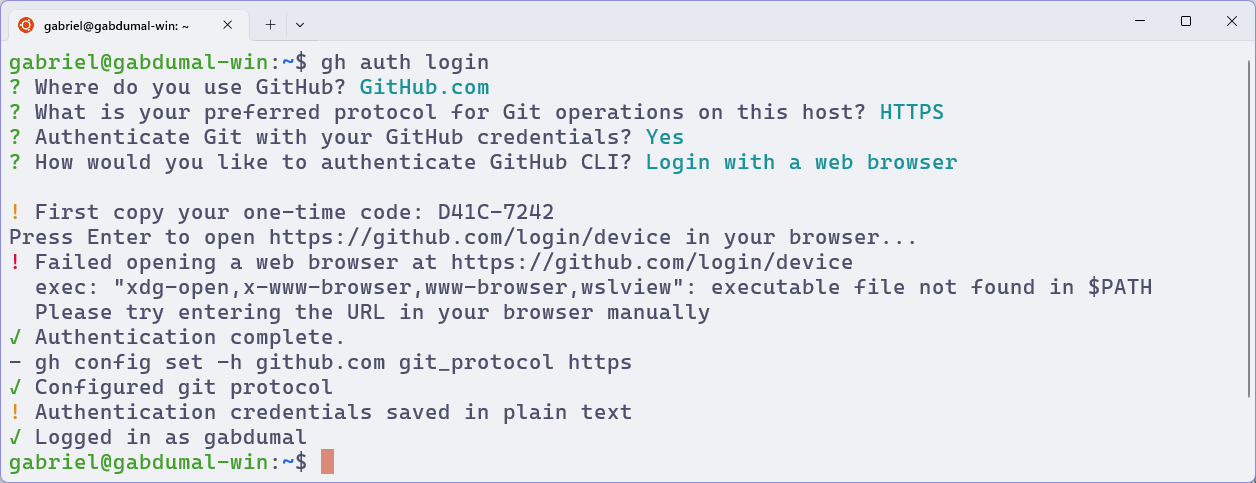 gabriel@gabdumal-win: ~
gabriel@gabdumal-win:~$ gh auth login
? Where do you use GitHub? GitHub.com
? What is your preferred protocol for Git operations on this host? HTTPS
? Authenticate Git with your GitHub credentials? Yes
? How would you like to authenticate GitHub CLI? Login with a web browser
! First copy your one-time code: D41C-7242
Press Enter to open https://github.com/login/device in your browser...
! Failed opening a web browser at https://github.com/login/device
exec: "xdg-open,x-www-browser,www-browser,wslview": executable file not found in $PATH
Please try entering the URL in your browser manually
✓ Authentication complete.
- gh config set -h github.com git_protocol https
✓ Configured git protocol
! Authentication credentials saved in plain text
✓ Logged in as gabdumal
gabriel@gabdumal-win:~$